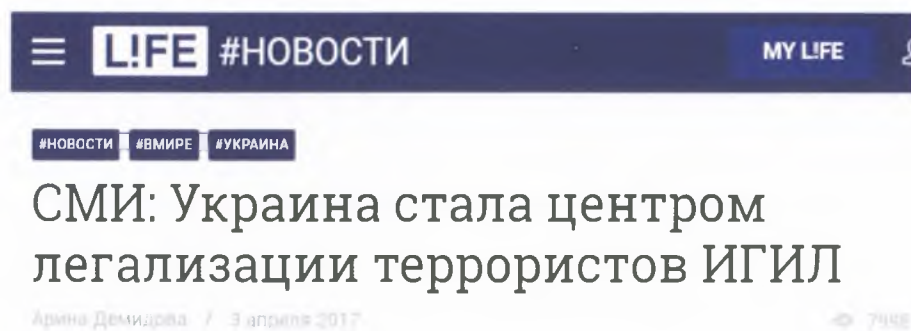 L!FE #НОВОСТИ MY L!FE
#НОВОСТИ #ВМИРЕ #УКРАИНА
СМИ: Украина стала центром
легализации террористов ИГИЛ
Арина Демидова / 3 апреля 2017